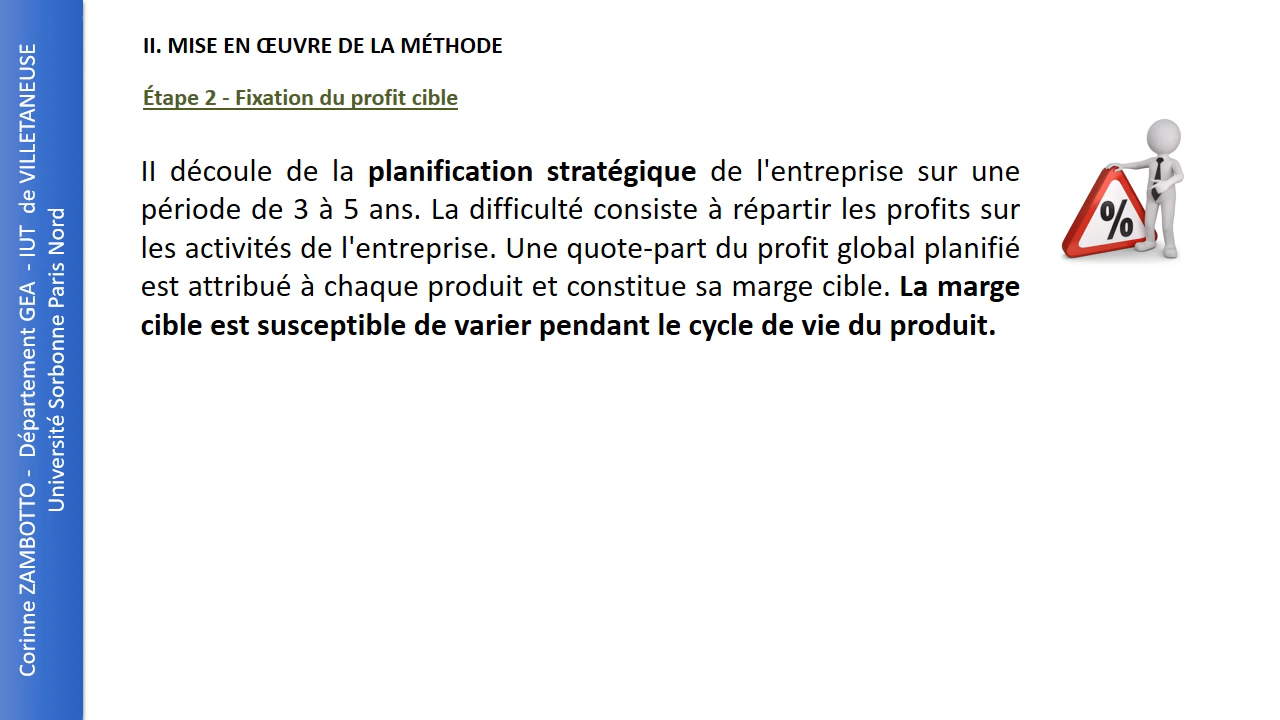 Corinne ZAMBOTTO - Département GEA - IUT de VILLETANEUSE
Université Sorbonne Paris Nord
II. MISE EN ŒUVRE DE LA MÉTHODE
Étape 2 - Fixation du profit cible
II découle de la planification stratégique de l'entreprise sur une
période de 3 à 5 ans. La difficulté consiste à répartir les profits sur
les activités de l'entreprise. Une quote-part du profit global planifié
est attribué à chaque produit et constitue sa marge cible. La marge
cible est susceptible de varier pendant le cycle de vie du produit.
%